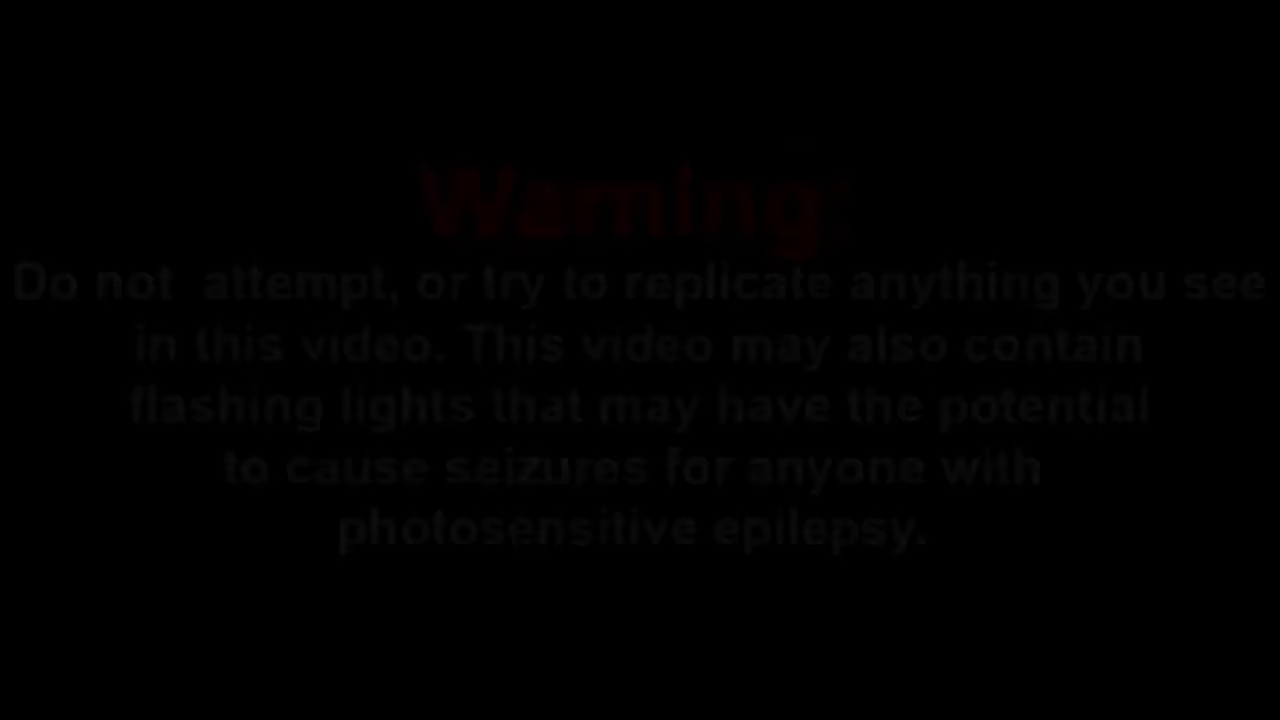 Warning:
Do not  attempt, or try to replicate anything you see
in this video. This video may also contain
flashing lights that may have the potential
to cause seizures for anyone with
photosensitive epilepsy.